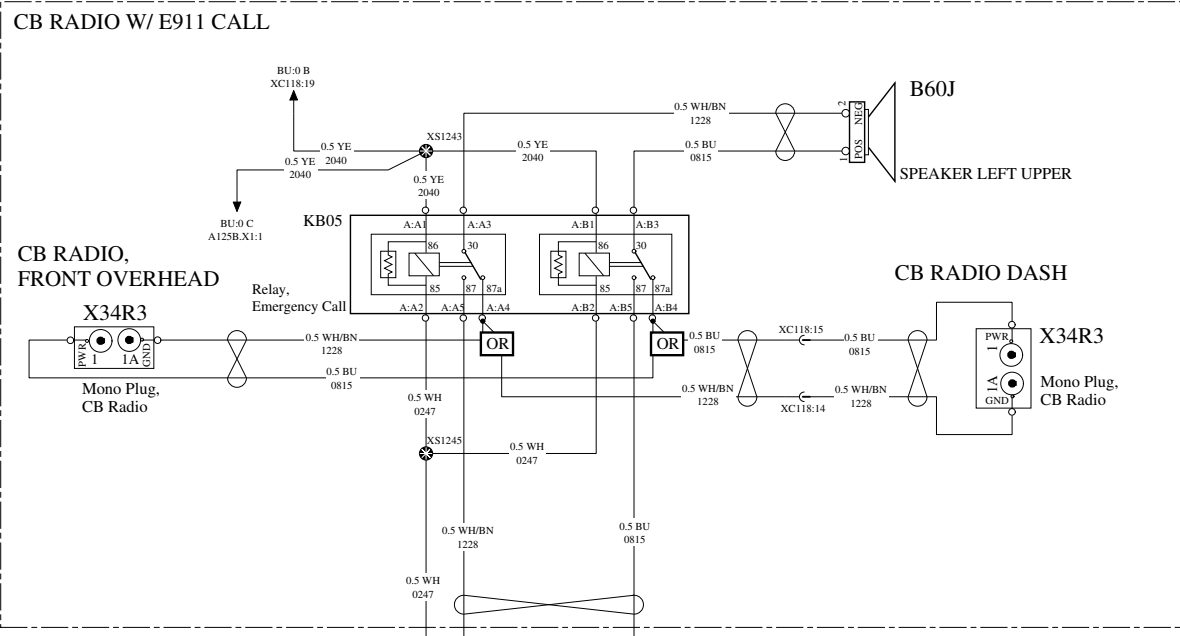 CB RADIO W/ E911 CALL
BU:0 B
XC118:19
0.5 YE
2040
0.5 YE
2040
BU:0 C
A125B.X1:1
XS1243
0.5 YE
2040
0.5 YE
2040
0.5 WH/BN
1228
0.5 BU
0815
2
NEG
POS
1
B60J
SPEAKER LEFT UPPER
KB05
A:A1
A:A3
A:B1
A:B3
86
30
86
30
85
87
87a
85
87
87a
Relay,
Emergency Call
A:A2
A:A5
A:A4
A:B2
A:B5
A:B4
CB RADIO,
FRONT OVERHEAD
X34R3
PWR
1
1A
GND
Mono Plug,
CB Radio
0.5 WH/BN
1228
0.5 BU
0815
OR
OR
0.5 BU
0815
XC118:15
0.5 BU
0815
0.5 WH/BN
1228
XC118:14
0.5 WH/BN
1228
CB RADIO DASH
PWR
1
1A
GND
X34R3
Mono Plug,
CB Radio
0.5 WH
0247
XS1245
0.5 WH
0247
0.5 WH/BN
1228
0.5 BU
0815
0.5 WH
0247